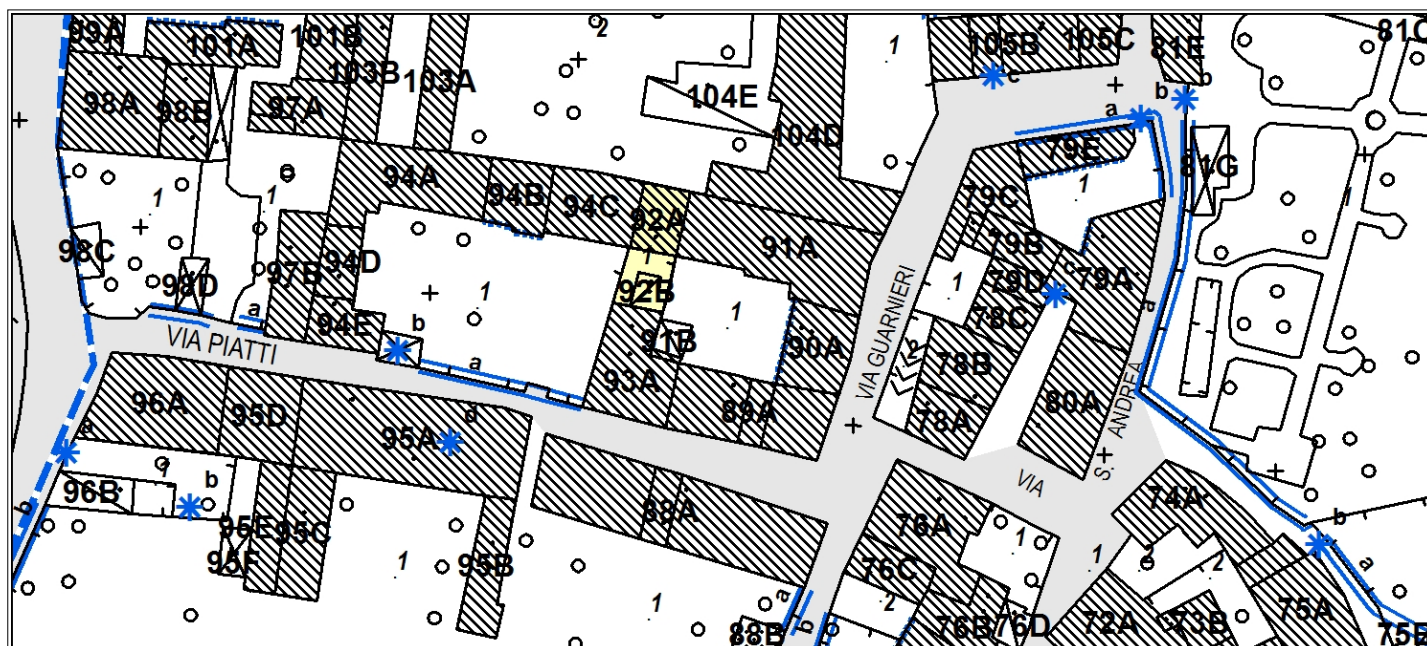 99A
101A
101B
2
1
105B
105C
81E
81C
103B
103A
c
b
b
98A
98B
97A
104E
a
104D
79E
94A
94B
94C
92A
1
1
79C
1
81G
1
91A
79B
98C
94D
97B
98D
92B
1
1
79D
c
79A
1
78C
a
a
94E
b
91B
90A
VIA GUARNIERI
2
78B
VIA PIATTI
a
96A
95D
93A
89A
78A
80A
ANDREA
S.
VIA
a
d
95A
1
b
96B
b
88A
76A
74A
95E
95C
95F
1
95B
1
76C
1
1
2
2
b
a
a
b
2
88B
76B
76D
72A
73B
75A
75B